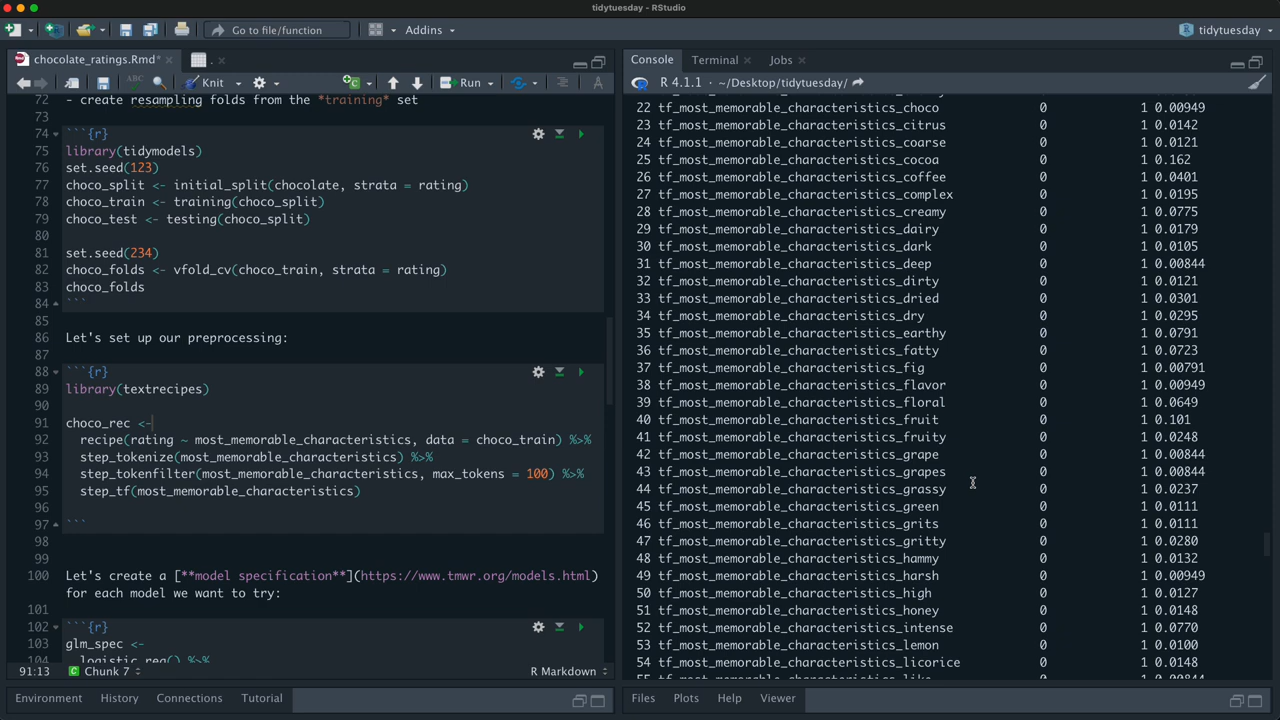 tidytuesday - RStudio
Go to file/function
Addins
tidytuesday
chocolate_ratings.Rmd*
.
ABC
Knit
Run
72 - create resampling folds from the *training* set
73
74 ```{r}
75 library(tidymodels)
76 set.seed(123)
77 choco_split <- initial_split(chocolate, strata = rating)
78 choco_train <- training(choco_split)
79 choco_test <- testing(choco_split)
80
81 set.seed(234)
82 choco_folds <- vfold_cv(choco_train, strata = rating)
83 choco_folds
84 ```
85
86 Let's set up our preprocessing:
87
88 ```{r}
89 library(textrecipes)
90
91 choco_rec <-
92 recipe(rating ~ most_memorable_characteristics, data = choco_train) %>%
93 step_tokenize(most_memorable_characteristics) %>%
94 step_tokenfilter(most_memorable_characteristics, max_tokens = 100) %>%
95 step_tf(most_memorable_characteristics)
96
97 ```
98
99
100 Let's create a [**model specification**](https://www.tmwr.org/models.html)
for each model we want to try:
101
102 ```{r}
103 glm_spec <-
104 logistic_reg() %>%
91:13
Chunk 7
R Markdown
Environment
History
Connections
Tutorial
Console
Terminal
Jobs
R 4.1.1 · ~/Desktop/tidytuesday/
22 tf_most_memorable_characteristics_choco 0 1 0.00949
23 tf_most_memorable_characteristics_citrus 0 1 0.0142
24 tf_most_memorable_characteristics_coarse 0 1 0.0121
25 tf_most_memorable_characteristics_cocoa 0 1 0.162
26 tf_most_memorable_characteristics_coffee 0 1 0.0401
27 tf_most_memorable_characteristics_complex 0 1 0.0195
28 tf_most_memorable_characteristics_creamy 0 1 0.0775
29 tf_most_memorable_characteristics_dairy 0 1 0.0179
30 tf_most_memorable_characteristics_dark 0 1 0.0105
31 tf_most_memorable_characteristics_deep 0 1 0.00844
32 tf_most_memorable_characteristics_dirty 0 1 0.0121
33 tf_most_memorable_characteristics_dried 0 1 0.0301
34 tf_most_memorable_characteristics_dry 0 1 0.0295
35 tf_most_memorable_characteristics_earthy 0 1 0.0791
36 tf_most_memorable_characteristics_fatty 0 1 0.0723
37 tf_most_memorable_characteristics_fig 0 1 0.00791
38 tf_most_memorable_characteristics_flavor 0 1 0.00949
39 tf_most_memorable_characteristics_floral 0 1 0.0649
40 tf_most_memorable_characteristics_fruit 0 1 0.101
41 tf_most_memorable_characteristics_fruity 0 1 0.0248
42 tf_most_memorable_characteristics_grape 0 1 0.00844
43 tf_most_memorable_characteristics_grapes 0 1 0.00844
44 tf_most_memorable_characteristics_grassy 0 1 0.0237
45 tf_most_memorable_characteristics_green 0 1 0.0111
46 tf_most_memorable_characteristics_grits 0 1 0.0111
47 tf_most_memorable_characteristics_gritty 0 1 0.0280
48 tf_most_memorable_characteristics_hammy 0 1 0.0132
49 tf_most_memorable_characteristics_harsh 0 1 0.00949
50 tf_most_memorable_characteristics_high 0 1 0.0127
51 tf_most_memorable_characteristics_honey 0 1 0.0148
52 tf_most_memorable_characteristics_intense 0 1 0.0770
53 tf_most_memorable_characteristics_lemon 0 1 0.0100
54 tf_most_memorable_characteristics_licorice 0 1 0.0148
55 tf_most_memorable_characteristics_like 0 1 0.00844
Files
Plots
Help
Viewer